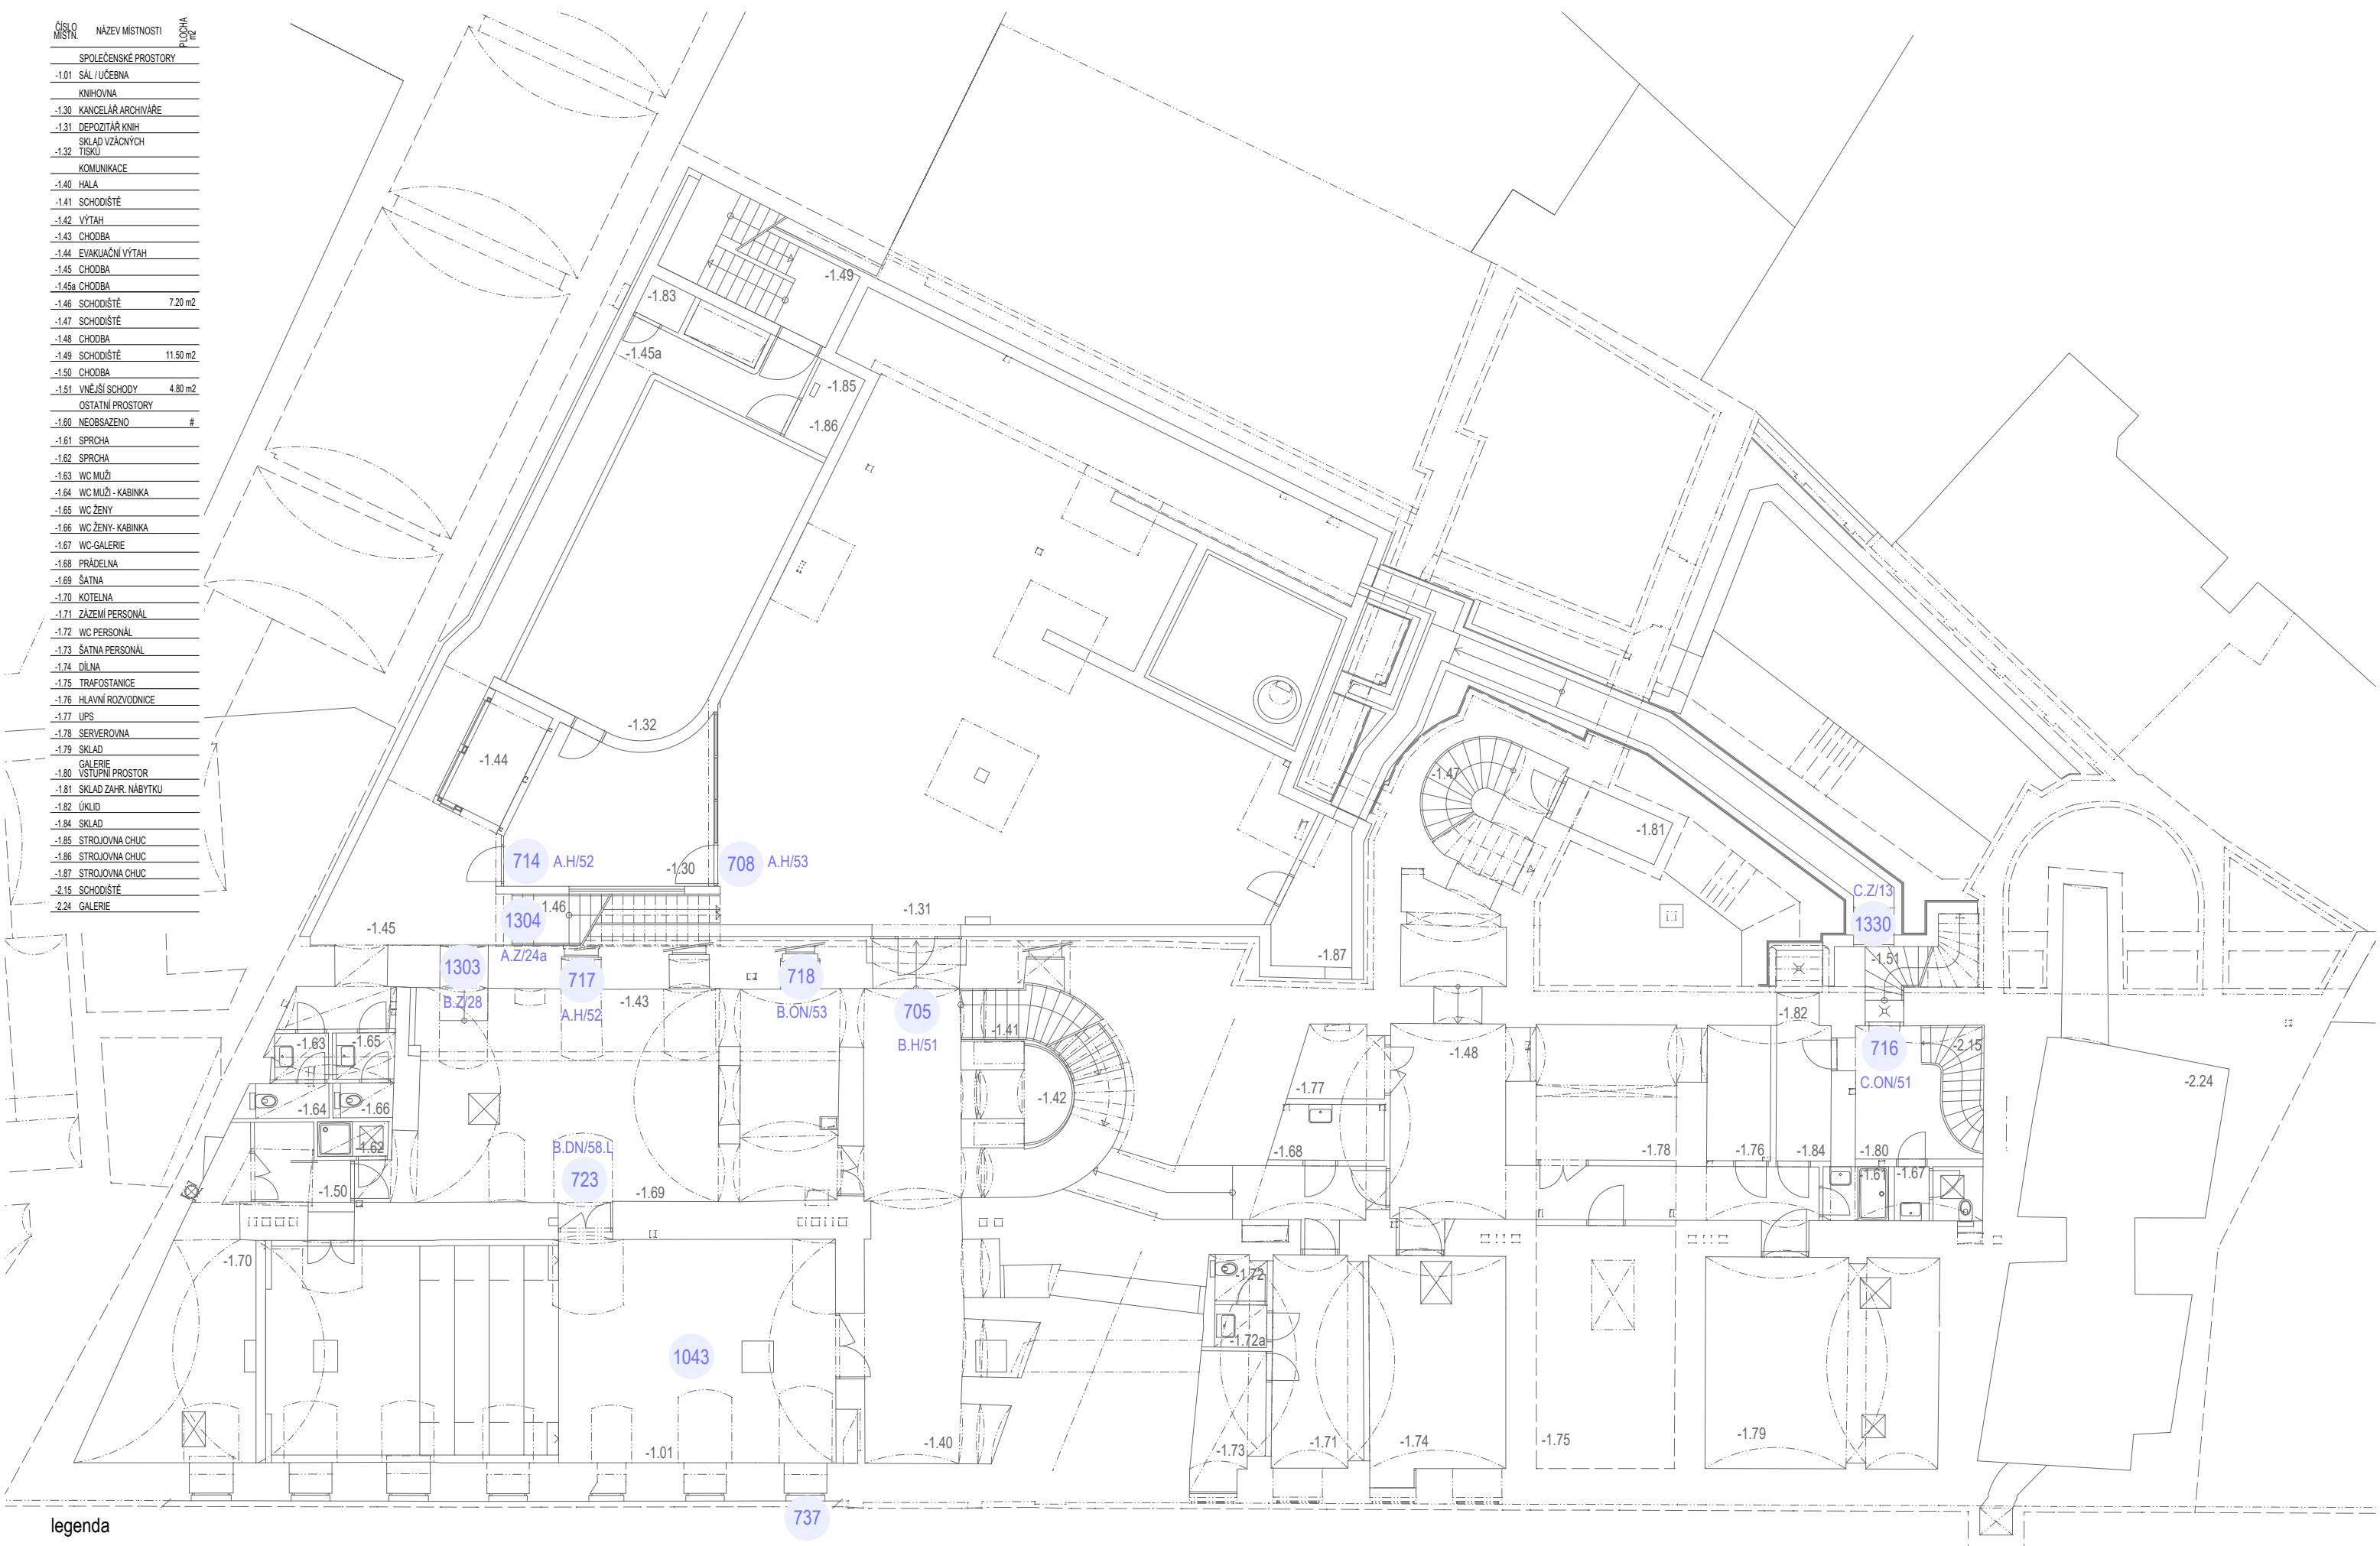 ČÍSLO MÍSTN. NÁZEV MÍSTNOSTI PLOCHA m2
SPOLEČENSKÉ PROSTORY
-1.01 SÁL / UČEBNA
KNIHOVNA
-1.30 KANCELÁŘ ARCHIVÁŘE
-1.31 DEPOZITÁŘ KNIH
-1.32 SKLAD VZÁCNÝCH TISKŮ
KOMUNIKACE
-1.40 HALA
-1.41 SCHODIŠTĚ
-1.42 VÝTAH
-1.43 CHODBA
-1.44 EVAKUAČNÍ VÝTAH
-1.45 CHODBA
-1.45a CHODBA
-1.46 SCHODIŠTĚ 7.20 m2
-1.47 SCHODIŠTĚ
-1.48 CHODBA
-1.49 SCHODIŠTĚ 11.50 m2
-1.50 CHODBA
-1.51 VNĚJŠÍ SCHODY 4.80 m2
OSTATNÍ PROSTORY
-1.60 NEOBSAZENO #
-1.61 SPRCHA
-1.62 SPRCHA
-1.63 WC MUŽI
-1.64 WC MUŽI - KABINKA
-1.65 WC ŽENY
-1.66 WC ŽENY- KABINKA
-1.67 WC-GALERIE
-1.68 PRÁDELNA
-1.69 ŠATNA
-1.70 KOTELNA
-1.71 ZÁZEMÍ PERSONÁL
-1.72 WC PERSONÁL
-1.73 ŠATNA PERSONÁL
-1.74 DÍLNA
-1.75 TRAFOSTANICE
-1.76 HLAVNÍ ROZVODNICE
-1.77 UPS
-1.78 SERVEROVNA
-1.79 SKLAD
-1.80 GALERIE VSTUPNÍ PROSTOR
-1.81 SKLAD ZAHR. NÁBYTKU
-1.82 ÚKLID
-1.84 SKLAD
-1.85 STROJOVNA CHUC
-1.86 STROJOVNA CHUC
-1.87 STROJOVNA CHUC
-2.15 SCHODIŠTĚ
-2.24 GALERIE
-1.49
-1.83
-1.45a
-1.85
-1.86
-1.32
-1.44
-1.47
-1.81
714 A.H/52
-1.30
708 A.H/53
C.Z/13
1330
1304
1.46
-1.31
-1.45
A.Z/24a
-1.87
-1.51
1303
717
718
B.Z/28
-1.43
A.H/52
B.ON/53
705
B.H/51
-1.41
-1.82
-1.63
-1.65
-1.48
716
-2.15
C.ON/51
-1.77
-2.24
-1.64
-1.66
-1.42
B.DN/58.L
723
-1.62
-1.68
-1.78
-1.76
-1.84
-1.80
-1.61
-1.67
-1.50
-1.69
-1.70
-1.72
1043
-1.72a
-1.01
-1.40
-1.73
-1.71
-1.74
-1.75
-1.79
737
legenda